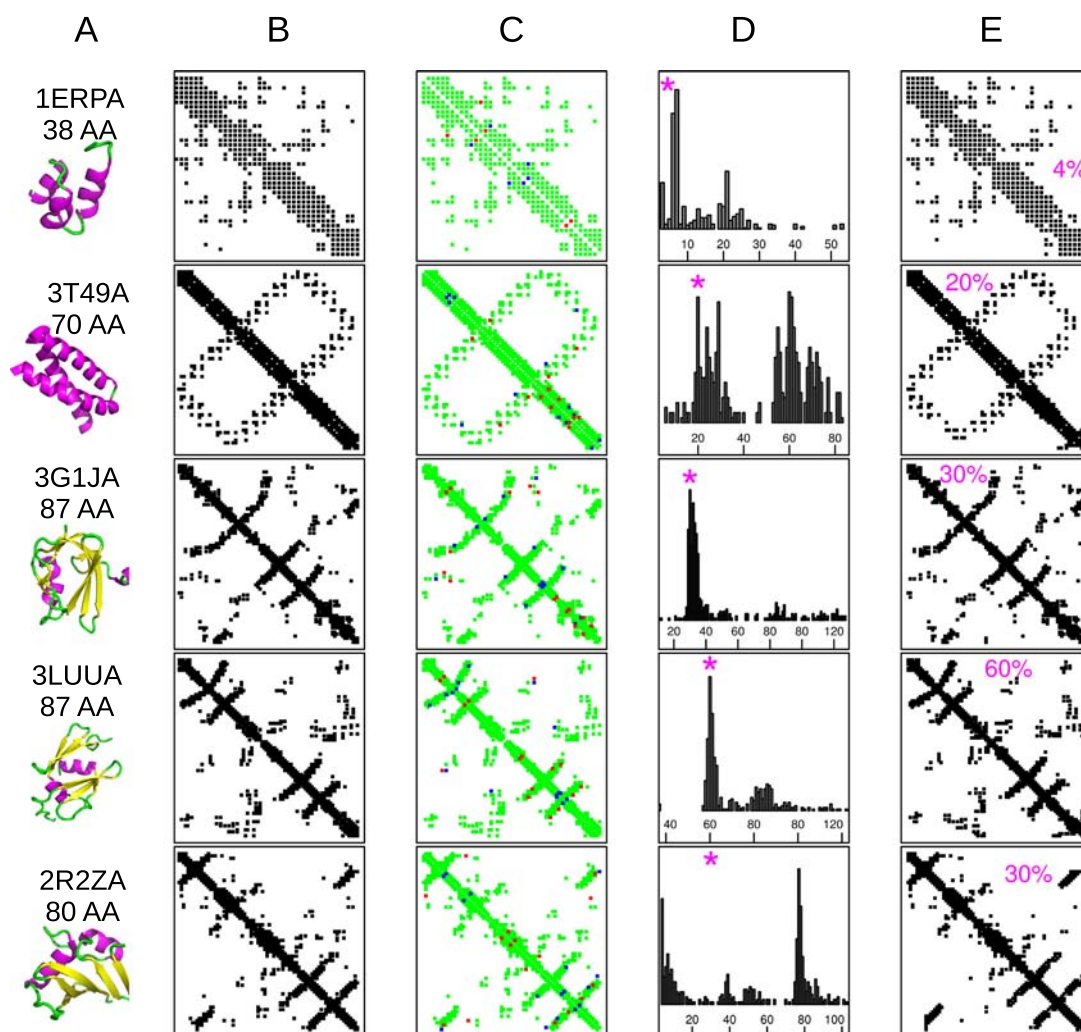 A B C D E
1ERPA
38 AA
*
4%
10 20 30 40 50
3T49A
70 AA
*
20%
20 40 60 80
3G1JA
87 AA
*
30%
20 40 60 80 80 120
3LUUA
87 AA
*
60%
40 60 80 80 120
2R2ZA
80 AA
*
30%
20 40 60 80 100